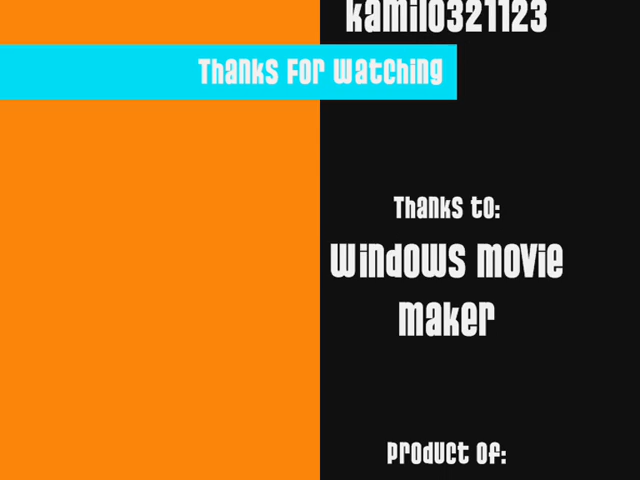 kamil0321123
Thanks For watching
Thanks to:
windows movie
maker
product of: